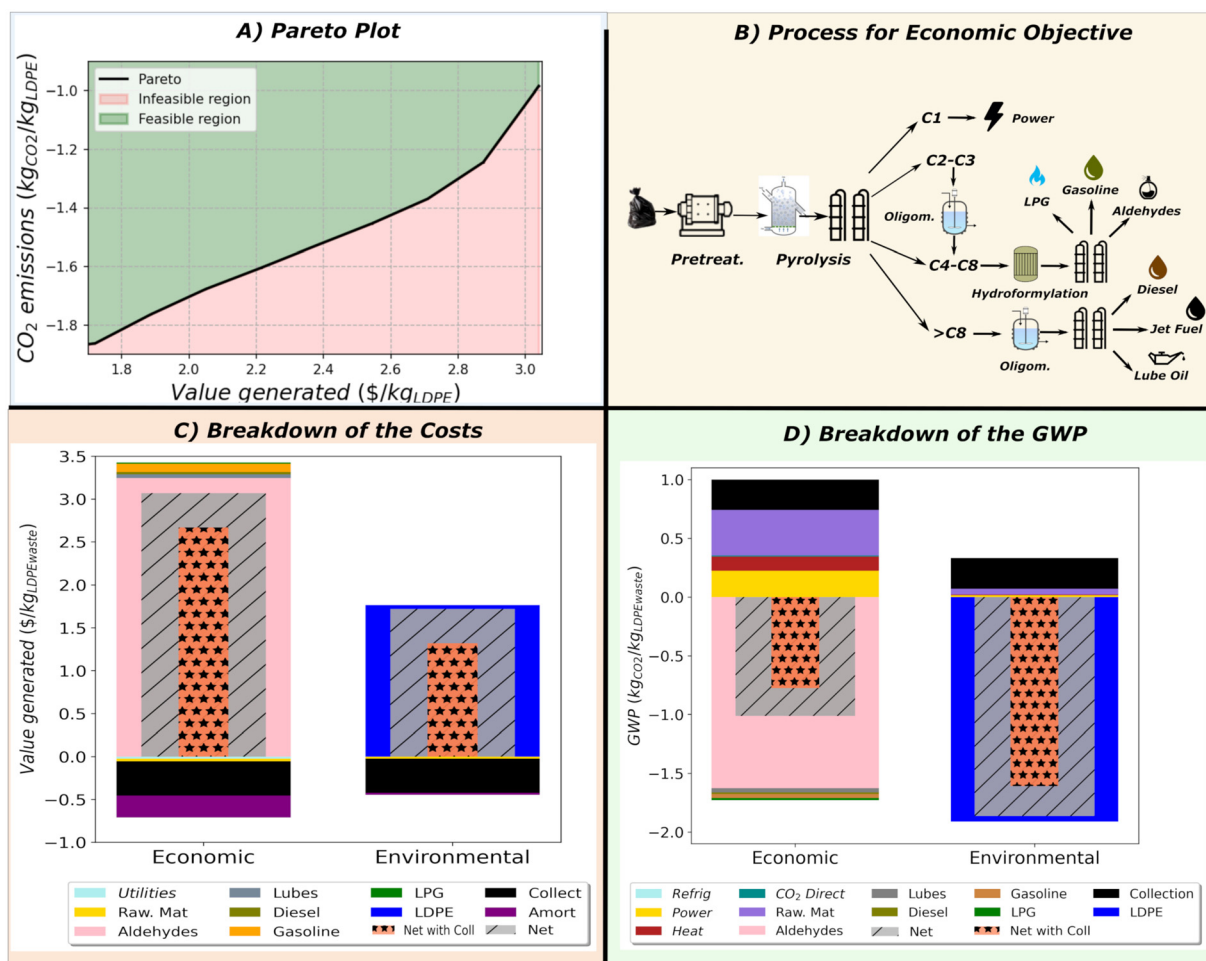 A) Pareto Plot
CO2 emissions (kgCO2/kgLDPE)
−1.0
−1.2
−1.4
−1.6
−1.8
Pareto
Infeasible region
Feasible region
1.8
2.0
2.2
2.4
2.6
2.8
3.0
Value generated ($/kgLDPE)
B) Process for Economic Objective
C1
Power
C2-C3
LPG
Gasoline
Aldehydes
Oligom.
Pretreat.
Pyrolysis
C4-C8
Hydroformylation
Diesel
>C8
Oligom.
Jet Fuel
Lube Oil
C) Breakdown of the Costs
Value generated ($/kgLDPEwaste)
3.5
3.0
2.5
2.0
1.5
1.0
0.5
0.0
−0.5
−1.0
Economic
Environmental
Utilities
Lubes
LPG
Collect
Raw. Mat
Diesel
LDPE
Amort
Aldehydes
Gasoline
Net with Coll
Net
D) Breakdown of the GWP
GWP (kgCO2/kgLDPEwaste)
1.0
0.5
0.0
−0.5
−1.0
−1.5
−2.0
Economic
Environmental
Refrig
CO2 Direct
Lubes
Gasoline
Collection
Power
Raw. Mat
Diesel
LPG
LDPE
Heat
Aldehydes
Net
Net with Coll